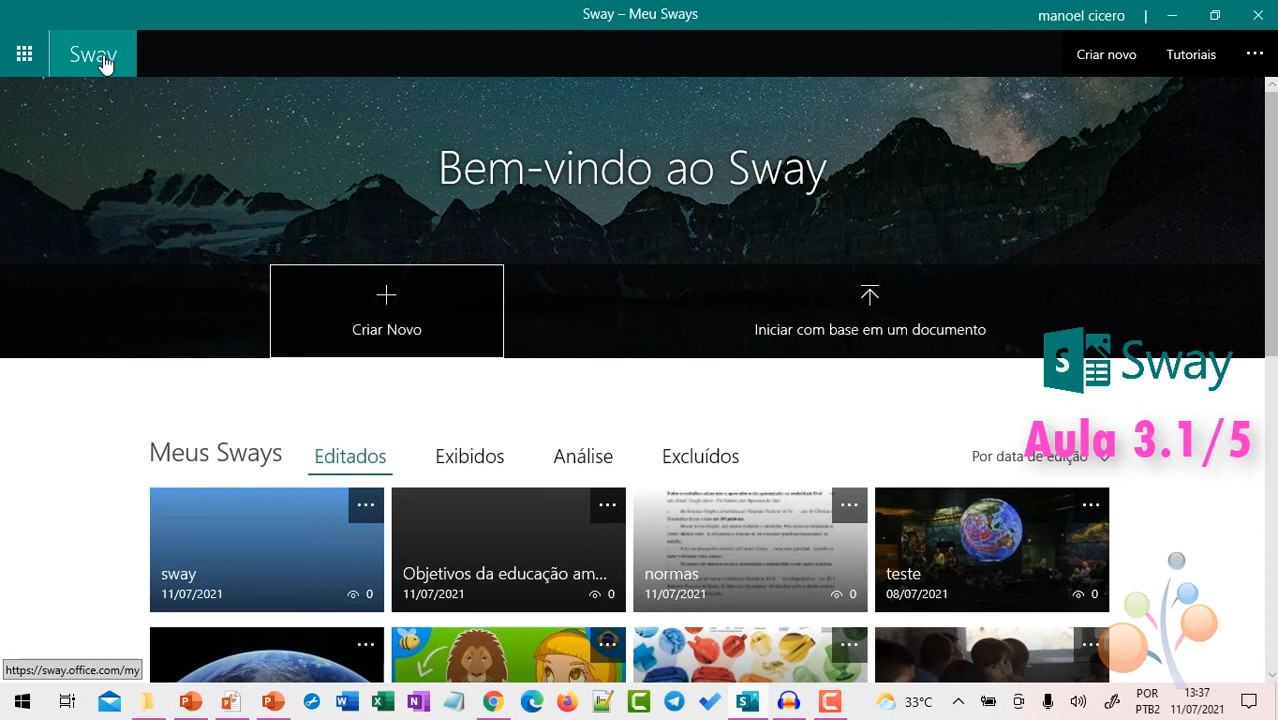 Sway – Meus Sways
manoel cicero
Sway
Criar novo
Tutoriais
Bem-vindo ao Sway
Criar Novo
Iniciar com base em um documento
S Sway
Aula 3.1/5
Meus Sways
Editados
Exibidos
Análise
Excluídos
Por data de edição
sway
11/07/2021
0
Objetivos da educação am...
11/07/2021
0
normas
11/07/2021
0
teste
08/07/2021
0
https://sway.office.com/my
33°C
POR
PTB2
13:37
11/07/2021